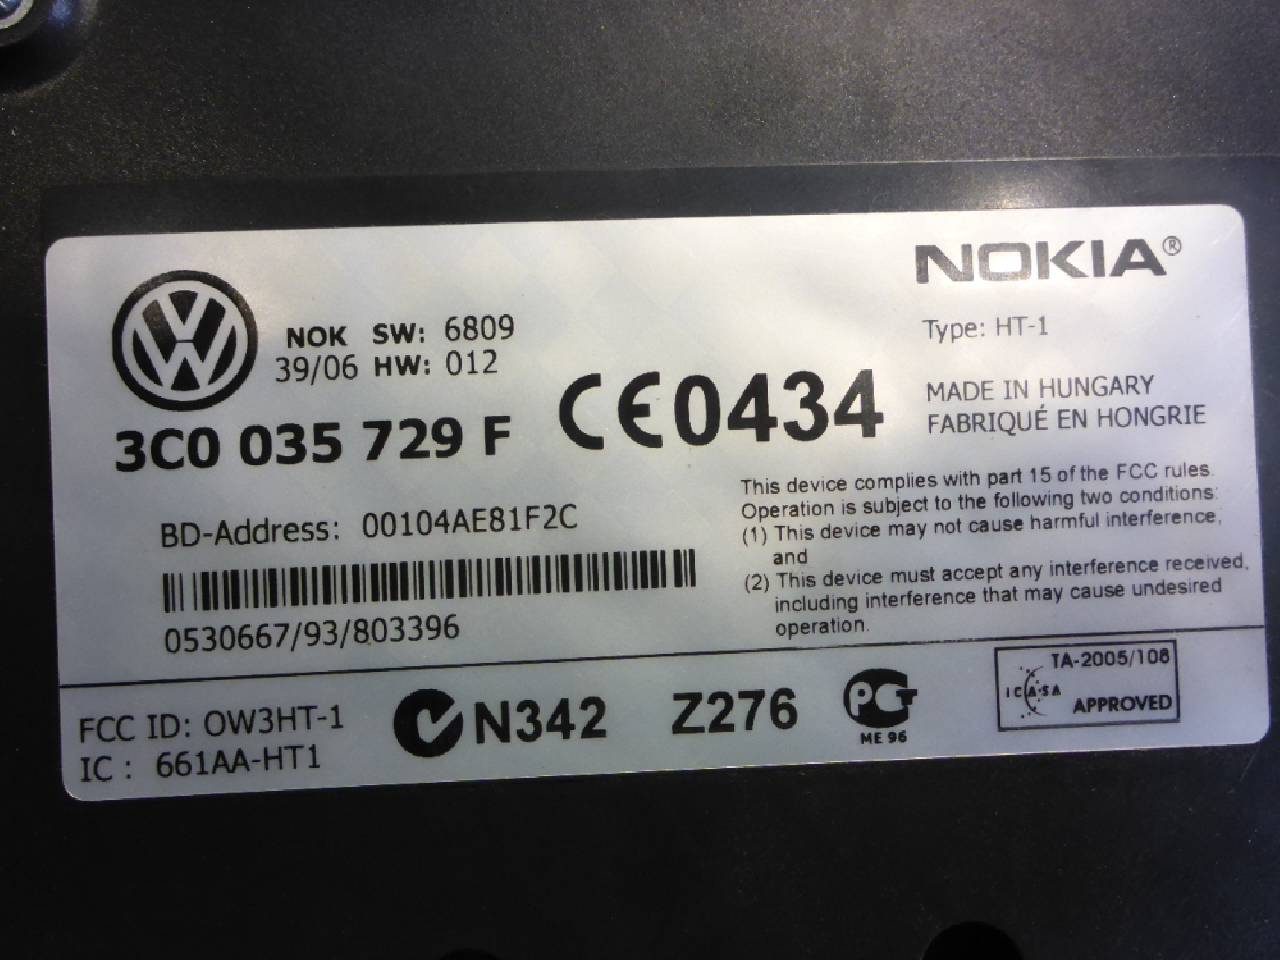 NOKIA®
Type: HT-1
MADE IN HUNGARY
FABRIQUÉ EN HONGRIE
NOK SW: 6809
39/06 HW: 012
3C0 035 729 F
CE0434
BD-Address: 00104AE81F2C
0530667/93/803396
This device complies with part 15 of the FCC rules.
Operation is subject to the following two conditions:
(1) This device may not cause harmful interference,
and
(2) This device must accept any interference received,
including interference that may cause undesired
operation.
FCC ID: OW3HT-1
IC : 661AA-HT1
N342
Z276
PCT
ME 96
TA-2005/108
ICASA
APPROVED